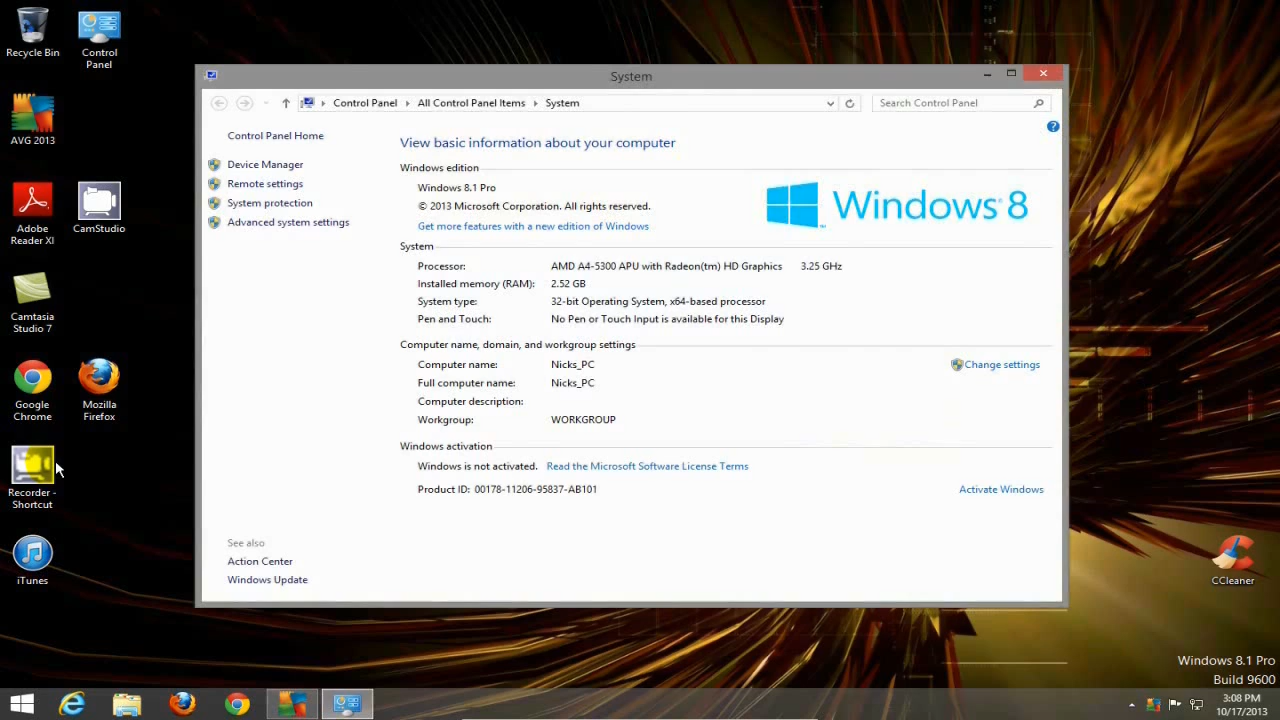 Recycle Bin
Control
Panel
AVG 2013
Adobe
Reader XI
CamStudio
Camtasia
Studio 7
Google
Chrome
Mozilla
Firefox
Recorder -
Shortcut
iTunes
System
Control Panel
All Control Panel Items
System
Search Control Panel
Control Panel Home
Device Manager
Remote settings
System protection
Advanced system settings
See also
Action Center
Windows Update
View basic information about your computer
Windows edition
Windows 8.1 Pro
© 2013 Microsoft Corporation. All rights reserved.
Get more features with a new edition of Windows
Windows® 8
System
Processor: AMD A4-5300 APU with Radeon(tm) HD Graphics 3.25 GHz
Installed memory (RAM): 2.52 GB
System type: 32-bit Operating System, x64-based processor
Pen and Touch: No Pen or Touch Input is available for this Display
Computer name, domain, and workgroup settings
Computer name: Nicks_PC
Change settings
Full computer name: Nicks_PC
Computer description:
Workgroup: WORKGROUP
Windows activation
Windows is not activated. Read the Microsoft Software License Terms
Product ID: 00178-11206-95837-AB101
Activate Windows
CCleaner
Windows 8.1 Pro
Build 9600
3:08 PM
10/17/2013